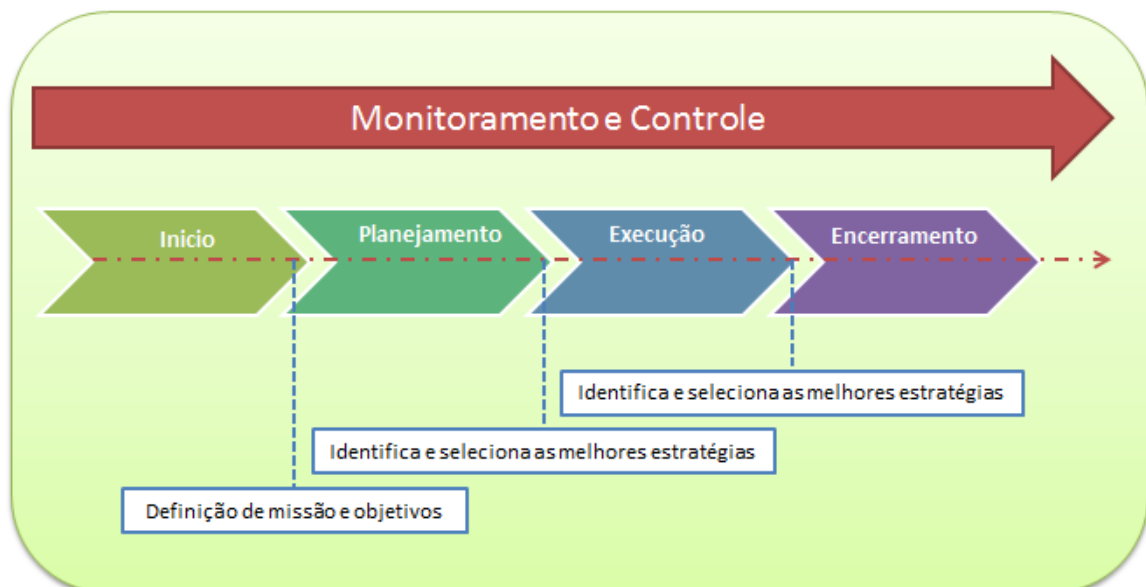 Monitoramento e Controle
Inicio
Planejamento
Execução
Encerramento
Identifica e seleciona as melhores estratégias
Identifica e seleciona as melhores estratégias
Definição de missão e objetivos